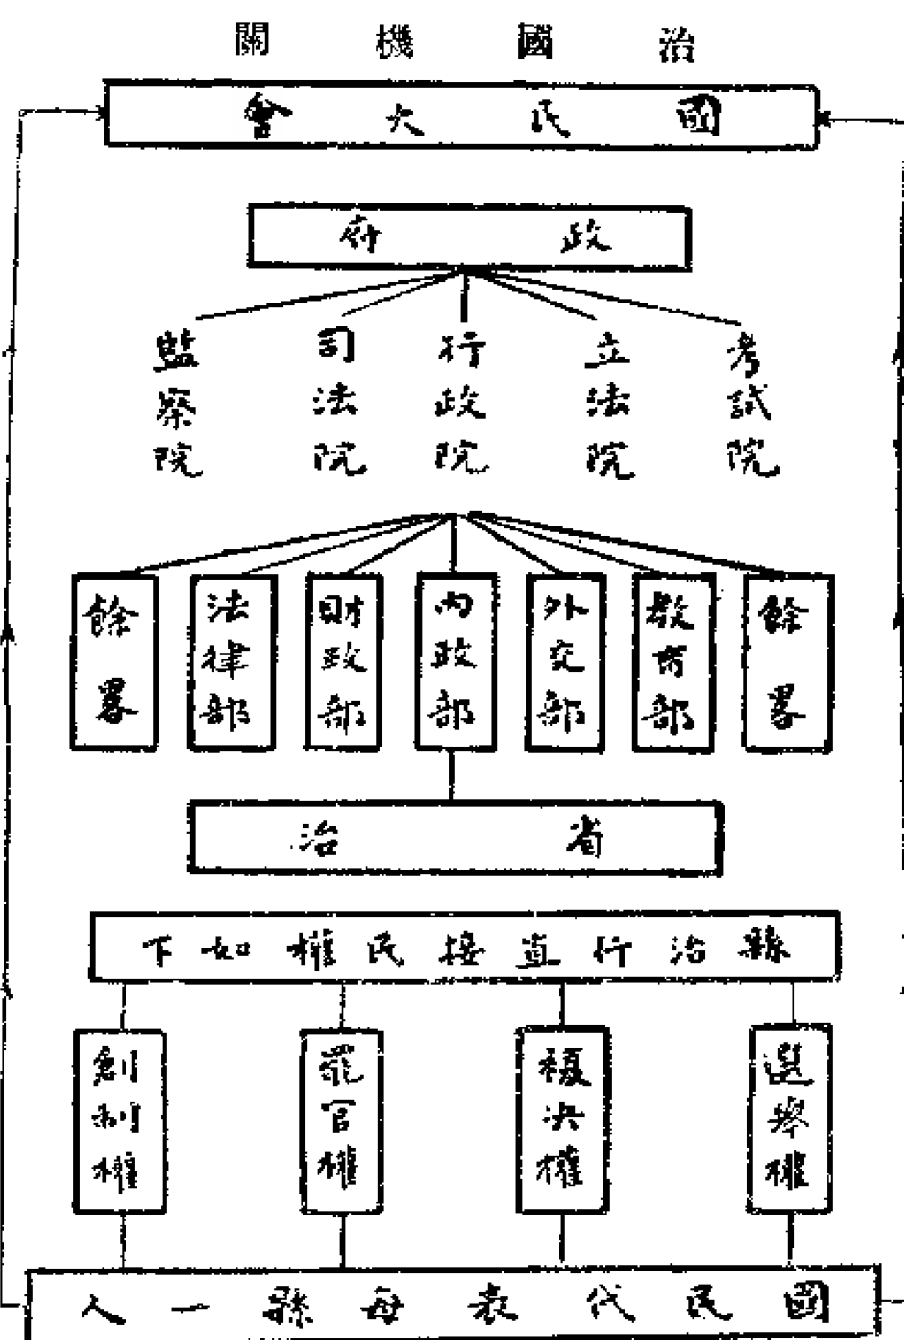 治國機關
國民大會
政府
考試院
立法院
行政院
司法院
監察院
餘畧
教育部
外交部
內政部
財政部
法律部
餘畧
省治
縣治行直接民權如下
選舉權
複决權
罷官權
創制權
國民代表每縣一人